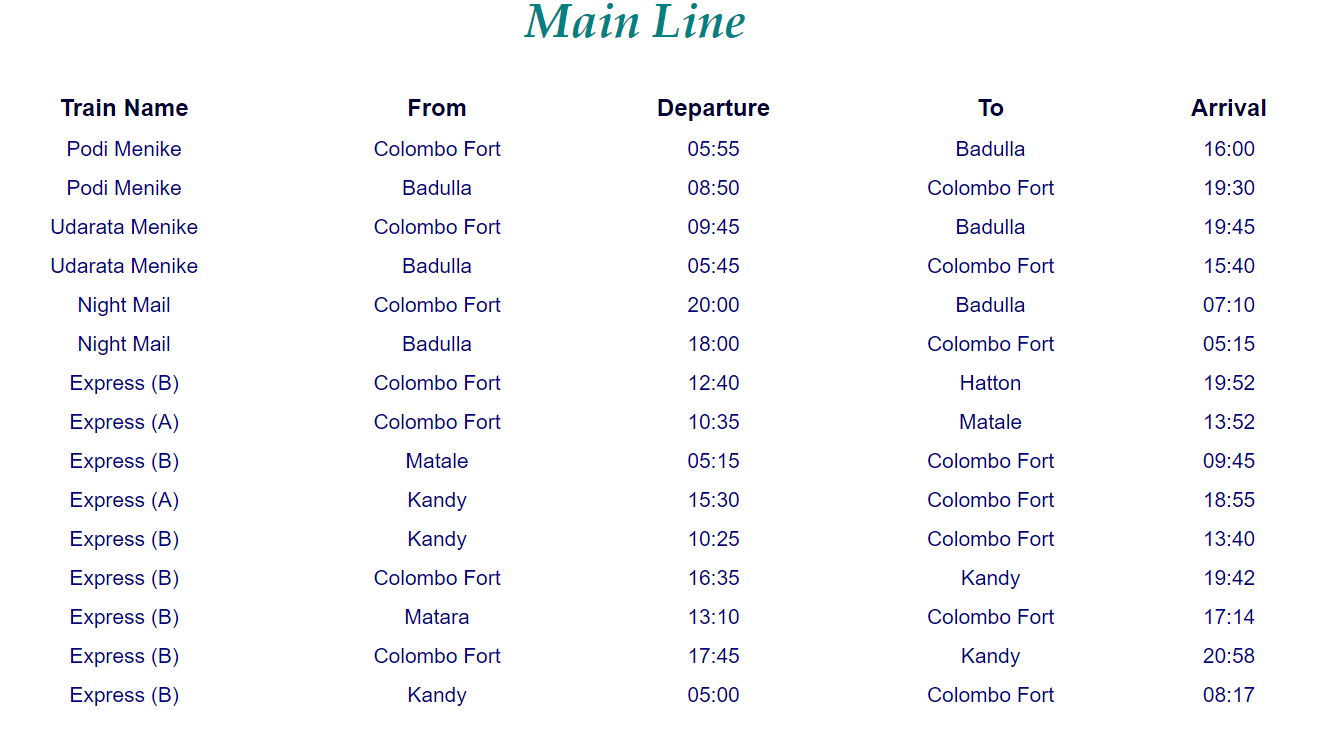 Main Line
Train Name From Departure To Arrival
Podi Menike Colombo Fort 05:55 Badulla 16:00
Podi Menike Badulla 08:50 Colombo Fort 19:30
Udarata Menike Colombo Fort 09:45 Badulla 19:45
Udarata Menike Badulla 05:45 Colombo Fort 15:40
Night Mail Colombo Fort 20:00 Badulla 07:10
Night Mail Badulla 18:00 Colombo Fort 05:15
Express (B) Colombo Fort 12:40 Hatton 19:52
Express (A) Colombo Fort 10:35 Matale 13:52
Express (B) Matale 05:15 Colombo Fort 09:45
Express (A) Kandy 15:30 Colombo Fort 18:55
Express (B) Kandy 10:25 Colombo Fort 13:40
Express (B) Colombo Fort 16:35 Kandy 19:42
Express (B) Matara 13:10 Colombo Fort 17:14
Express (B) Colombo Fort 17:45 Kandy 20:58
Express (B) Kandy 05:00 Colombo Fort 08:17